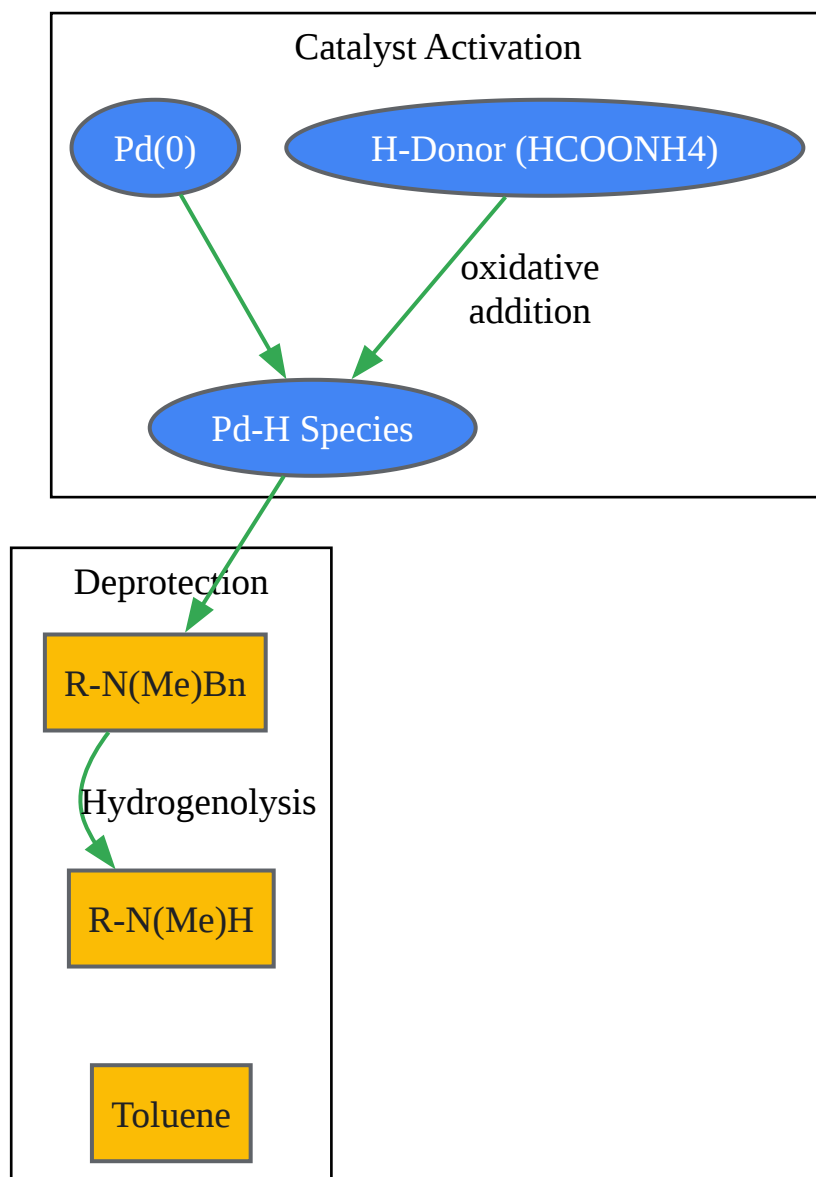 Catalyst Activation
Pd(0)
H-Donor (HCOONH4)
oxidative
addition
Pd-H Species
Deprotection
R-N(Me)Bn
Hydrogenolysis
R-N(Me)H
Toluene